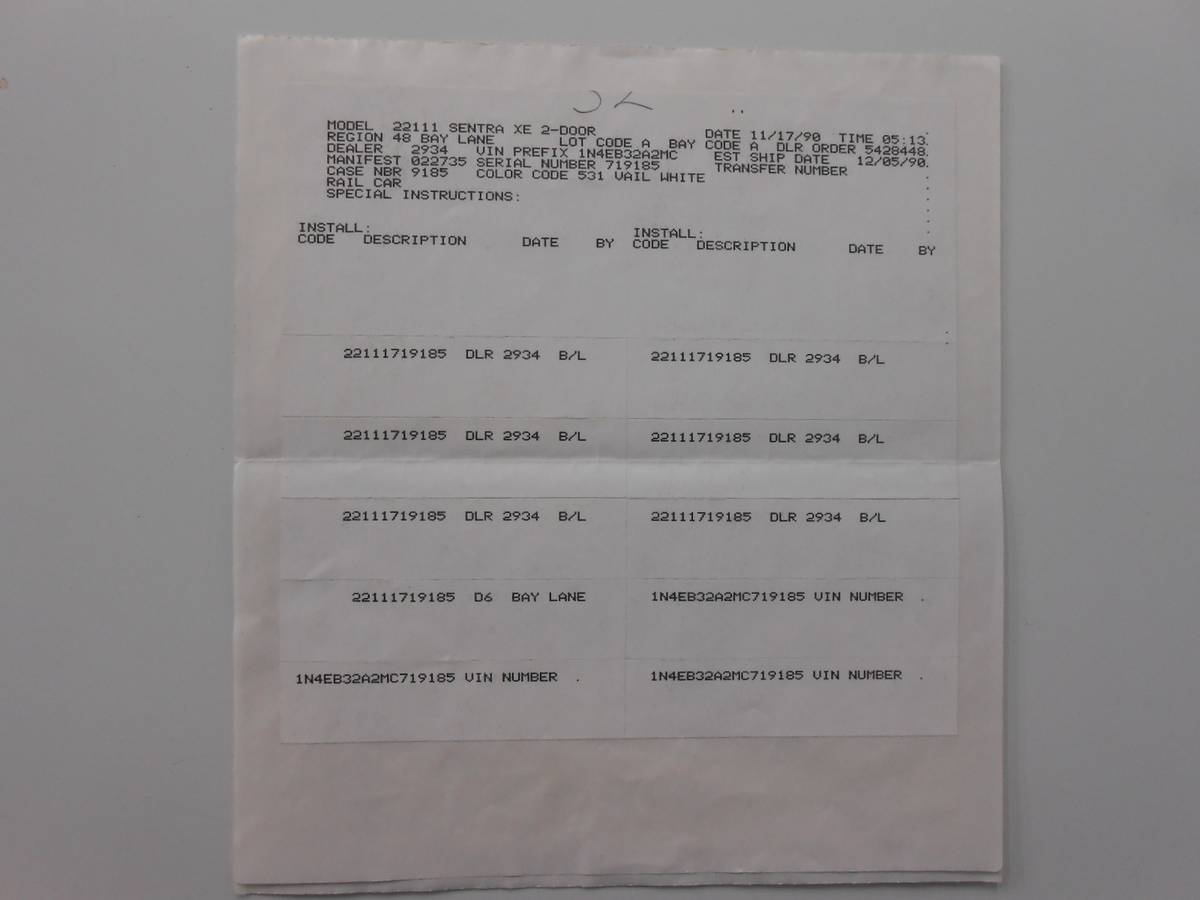 MODEL 22111 SENTRA XE 2-DOOR DATE 11/17/90 TIME 05:13
REGION 48 BAY LANE LOT CODE A BAY CODE A DLR ORDER 5428448
DEALER 2934 VIN PREFIX 1N4EB32A2MC EST SHIP DATE 12/05/90
MANIFEST 022735 SERIAL NUMBER 719185 TRANSFER NUMBER
CASE NBR 9185 COLOR CODE 531 VAIL WHITE
RAIL CAR
SPECIAL INSTRUCTIONS:
INSTALL: INSTALL:
CODE DESCRIPTION DATE BY CODE DESCRIPTION DATE BY
22111719185 DLR 2934 B/L 22111719185 DLR 2934 B/L
22111719185 DLR 2934 B/L 22111719185 DLR 2934 B/L
22111719185 DLR 2934 B/L 22111719185 DLR 2934 B/L
22111719185 D6 BAY LANE 1N4EB32A2MC719185 VIN NUMBER .
1N4EB32A2MC719185 VIN NUMBER . 1N4EB32A2MC719185 VIN NUMBER .